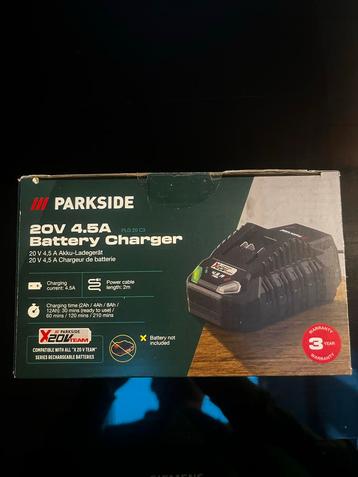 PARKSIDE
20V 4.5A PLG 20 C3
Battery Charger
20 V 4,5 A Akku-Ladegerät
20 V 4,5 A Chargeur de batterie
Charging
current: 4.5A
Power cable
length: 2m
Charging time (2Ah / 4Ah / 8Ah /
12Ah): 30 mins (ready to use) /
60 mins / 120 mins / 210 mins
PARKSIDE
X20V TEAM
COMPATIBLE WITH ALL "X 20 V TEAM"
SERIES RECHARGEABLE BATTERIES
X Battery not
included
WARRANTY
3 YEAR
WARRANTY